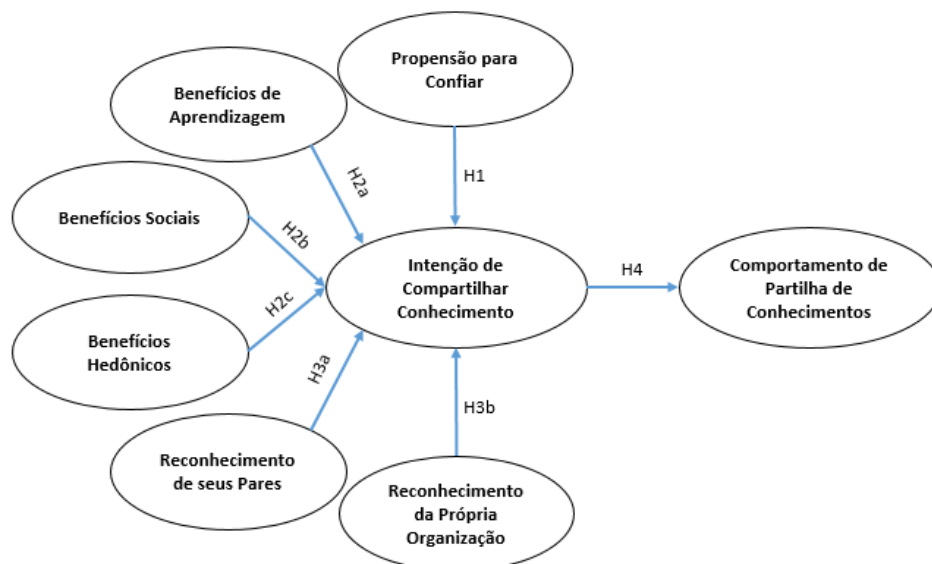 Propensão para
Confiar
Benefícios de
Aprendizagem
H2a
H1
Benefícios Sociais
H2b
Intenção de
Compartilhar
Conhecimento
H4
Comportamento de
Partilha de
Conhecimentos
H2c
Benefícios
Hedônicos
H3a
H3b
Reconhecimento
de seus Pares
Reconhecimento
da Própria
Organização